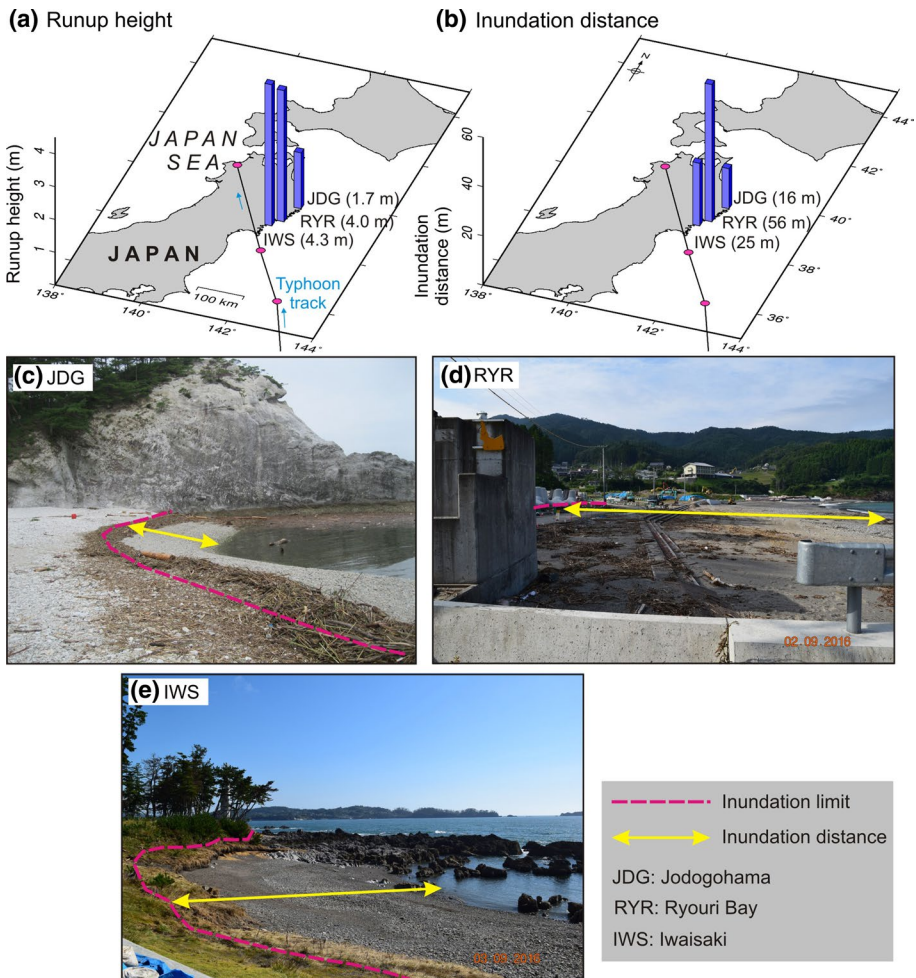 (a) Runup height
Runup height (m)
4
3
2
1
0
JAPAN
SEA
JAPAN
JDG (1.7 m)
RYR (4.0 m)
IWS (4.3 m)
Typhoon
track
100 km
138°
140°
142°
144°
(b) Inundation distance
N
Inundation
distance (m)
60
40
20
0
JDG (16 m)
RYR (56 m)
IWS (25 m)
138°
140°
142°
144°
36°
38°
40°
42°
44°
(c) JDG
(d) RYR
02.09.2016
(e) IWS
Inundation limit
Inundation distance
JDG: Jodogohama
RYR: Ryouri Bay
IWS: Iwaisaki